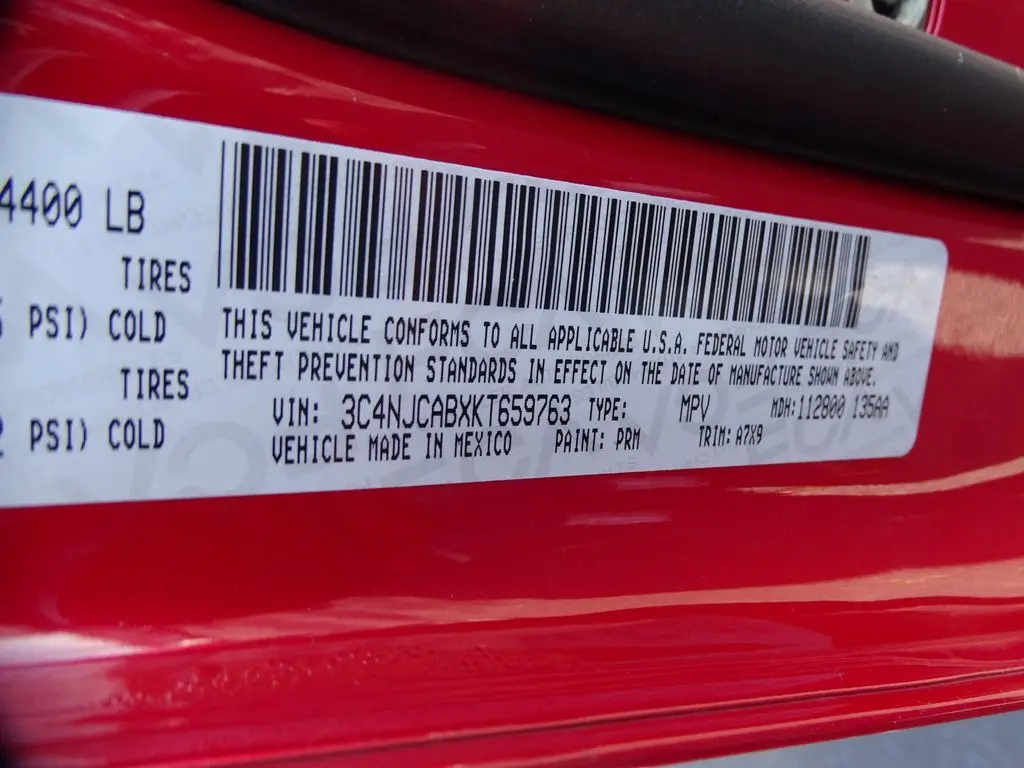 4400 LB
TIRES
PSI) COLD
TIRES
PSI) COLD
THIS VEHICLE CONFORMS TO ALL APPLICABLE U.S.A. FEDERAL MOTOR VEHICLE SAFETY AND
THEFT PREVENTION STANDARDS IN EFFECT ON THE DATE OF MANUFACTURE SHOWN ABOVE.
VIN: 3C4NJCABXKT659763 TYPE: MPV MDH:112800 135AA
VEHICLE MADE IN MEXICO PAINT: PRM TRIM: A7X9